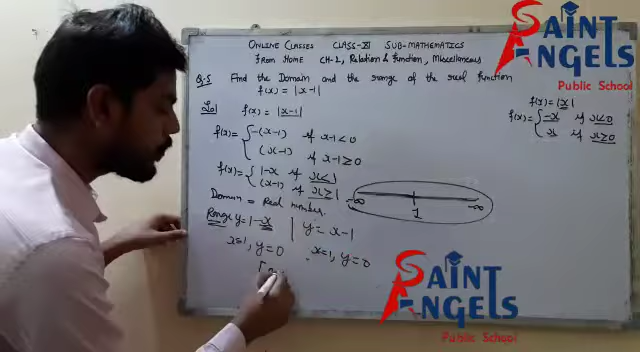 ONLINE CLASSES CLASS-XI SUB-MATHEMATICS
FROM HOME CH-2, Relation & function, Miscellaneous
Q.5 Find the Domain and the range of the real function
f(x) = |x-1|
Sol f(x) = |x-1|
f(x) = { -(x-1) if x-1<0
(x-1) if x-1≥0
f(x) = { 1-x if x<1
(x-1) if x≥1
Domain = Real number.
Range y = 1-x | y = x-1
x=1, y=0 x=1, y=0
f(x) = |x|
f(x) = { -x if x<0
x if x≥0
-∞ 1 -∞
SAINT
ANGELS
Public School
SAINT
ANGELS
Public School